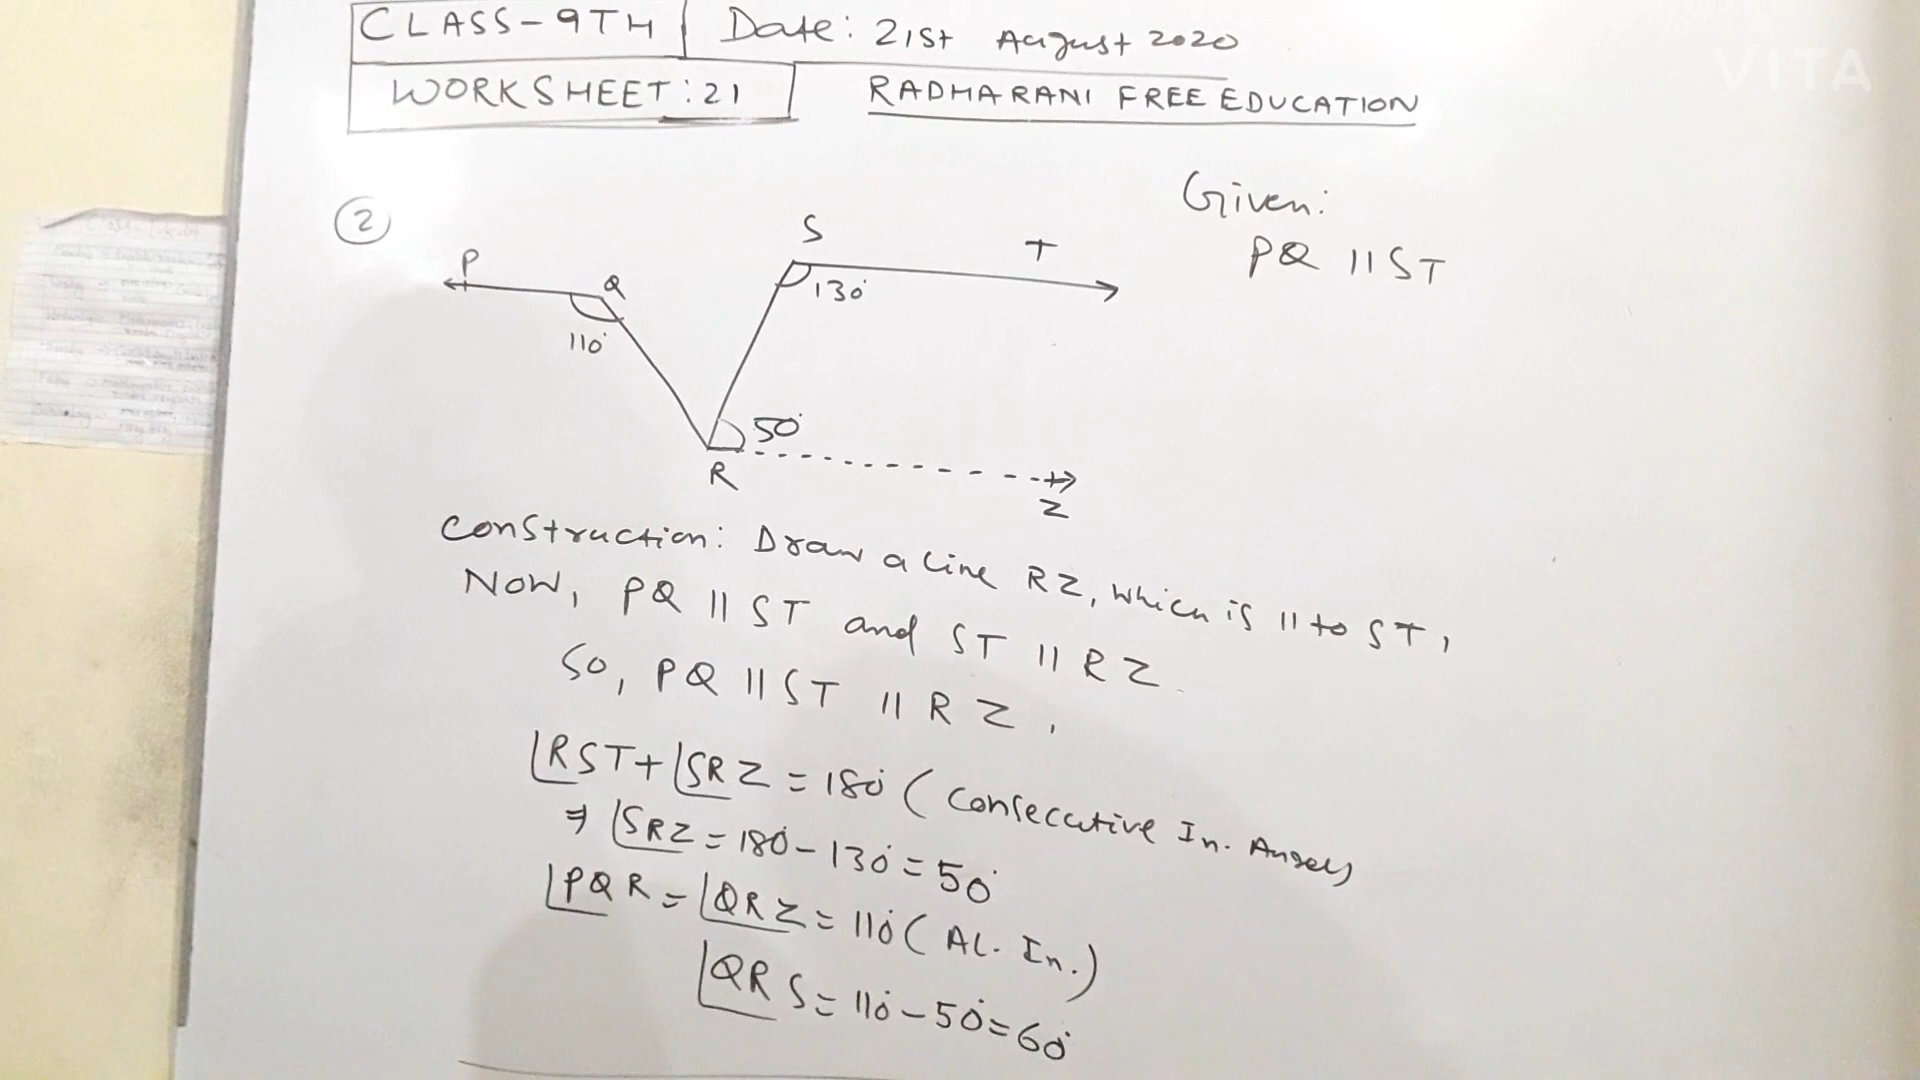 CLASS-9TH Date: 21st August 2020
WORKSHEET:21 RADHARANI FREE EDUCATION
VITA
Given:
PQ || ST
2
P
Q
S
T
110°
130°
50°
R
Z
Construction: Draw a line RZ, which is || to ST,
Now, PQ || ST and ST || RZ
So, PQ || ST || RZ.
∠RST + ∠SRZ = 180° (Consecutive In. Angels
⇒ ∠SRZ = 180° - 130° = 50°
∠PQR = ∠QRZ = 110° (AL. In.)
∠QRS = 110° - 50° = 60°